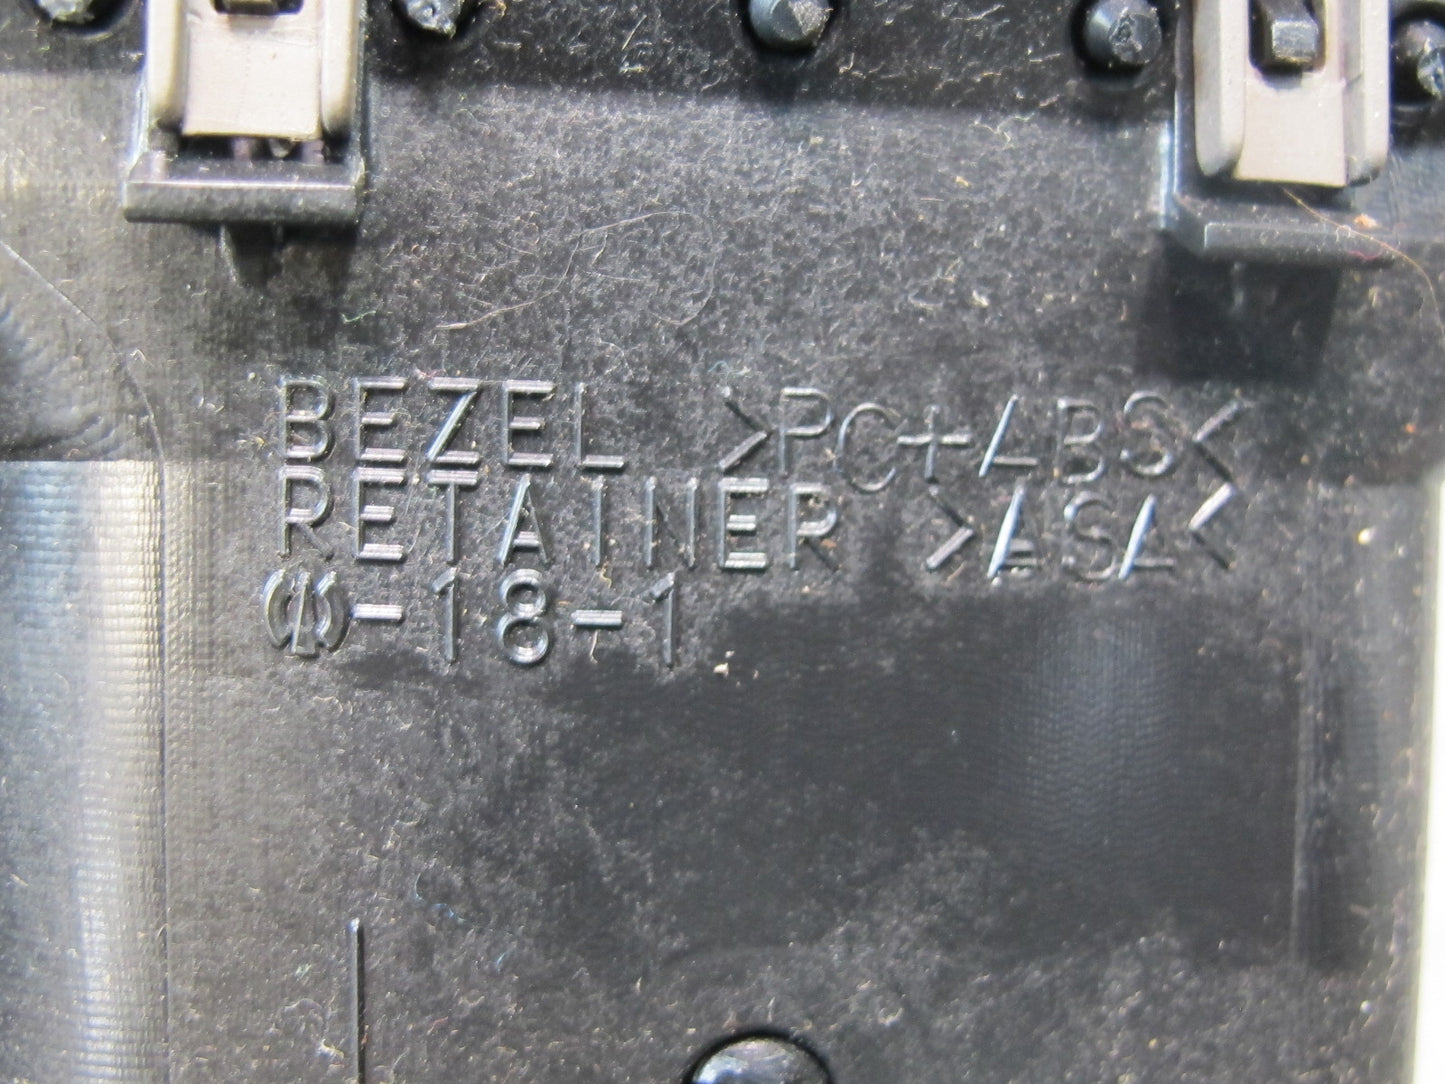 BEZEL >PC+ABS<
RETAINER >ASA<
-18-1